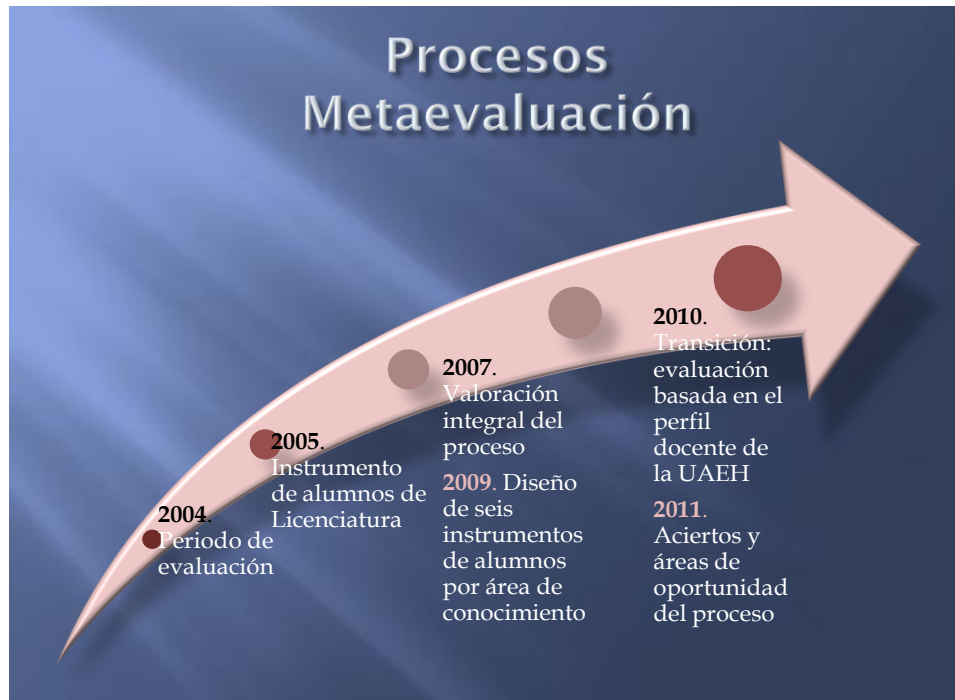 Procesos
Metaevaluación
2004.
Periodo de
evaluación
2005.
Instrumento
de alumnos de
Licenciatura
2007.
Valoración
integral del
proceso
2009. Diseño
de seis
instrumentos
de alumnos
por área de
conocimiento
2010.
Transición:
evaluación
basada en el
perfil
docente de
la UAEH
2011.
Aciertos y
áreas de
oportunidad
del proceso